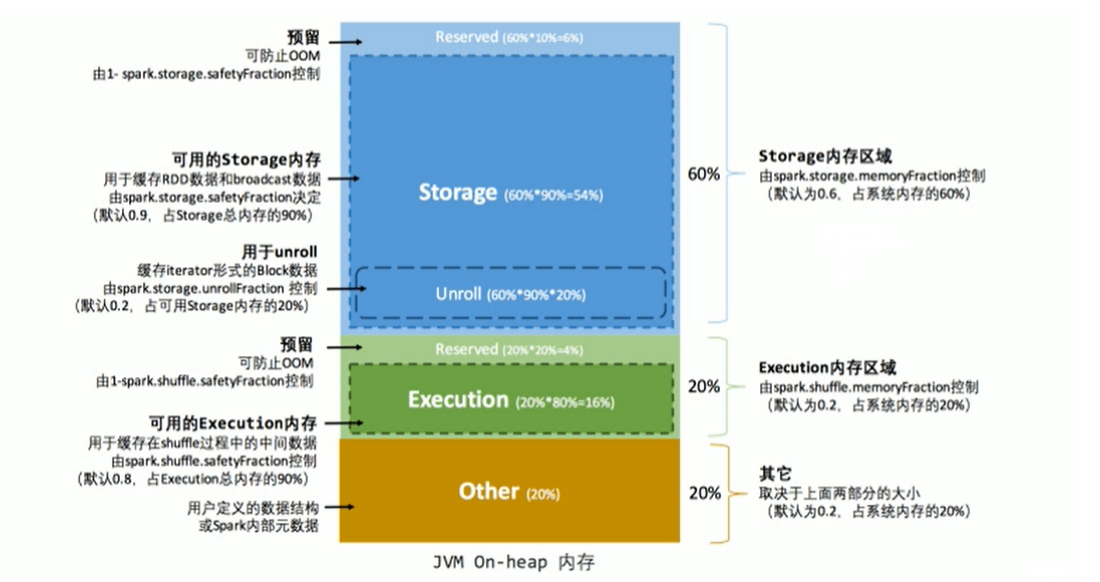 预留
可防止OOM
由1- spark.storage.safetyFraction控制
可用的Storage内存
用于缓存RDD数据和broadcast数据
由spark.storage.safetyFraction决定
（默认0.9，占Storage总内存的90%）
用于unroll
缓存iterator形式的Block数据
由spark.storage.unrollFraction 控制
（默认0.2，占可用Storage内存的20%）
预留
可防止OOM
由1-spark.shuffle.safetyFraction控制
可用的Execution内存
用于缓存在shuffle过程中的中间数据
由spark.shuffle.safetyFraction控制
（默认0.8，占Execution总内存的90%）
用户定义的数据结构
或Spark内部元数据
Reserved (60%*10%=6%)
Storage (60%*90%=54%)
Unroll (60%*90%*20%)
Reserved (20%*20%=4%)
Execution (20%*80%=16%)
Other (20%)
60%
Storage内存区域
由spark.storage.memoryFraction控制
（默认为0.6，占系统内存的60%）
20%
Execution内存区域
由spark.shuffle.memoryFraction控制
（默认为0.2，占系统内存的20%）
20%
其它
取决于上面两部分的大小
（默认为0.2，占系统内存的20%）
JVM On-heap 内存